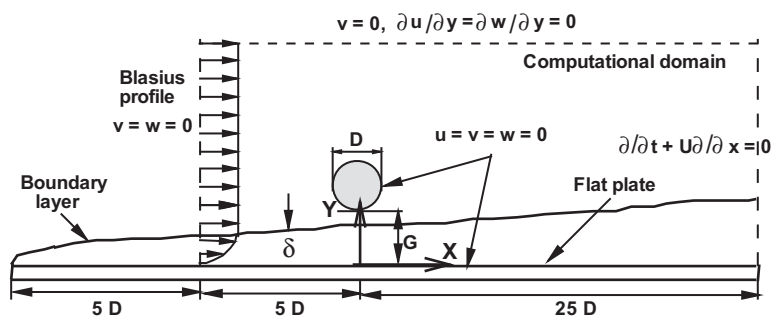 v = 0, ∂u/∂y = ∂w/∂y = 0
Computational domain
Blasius
profile
v = w = 0
D
u = v = w = 0
∂/∂t + U∂/∂x = 0
Boundary
layer
Y
Flat plate
δ
G
X
5 D
5 D
25 D